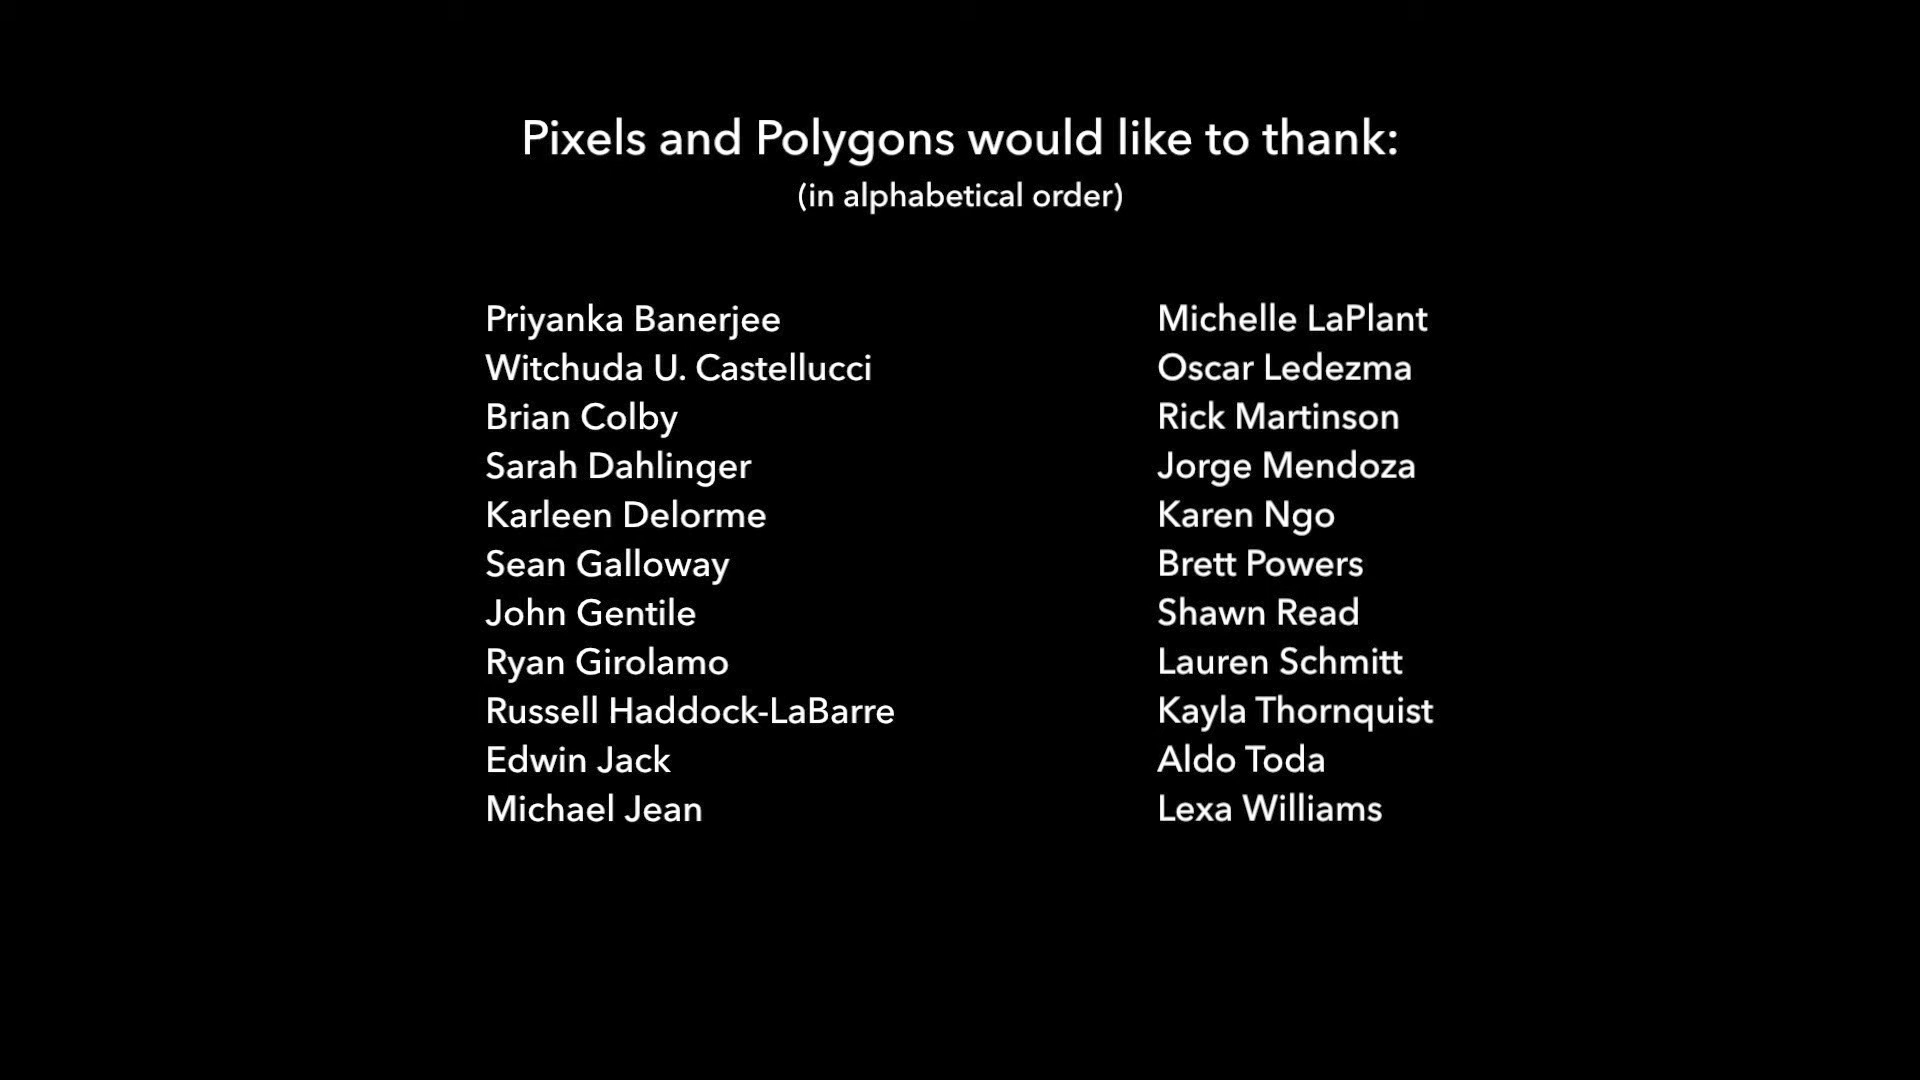 Pixels and Polygons would like to thank:
(in alphabetical order)
Priyanka Banerjee
Witchuda U. Castellucci
Brian Colby
Sarah Dahlinger
Karleen Delorme
Sean Galloway
John Gentile
Ryan Girolamo
Russell Haddock-LaBarre
Edwin Jack
Michael Jean
Michelle LaPlant
Oscar Ledezma
Rick Martinson
Jorge Mendoza
Karen Ngo
Brett Powers
Shawn Read
Lauren Schmitt
Kayla Thornquist
Aldo Toda
Lexa Williams